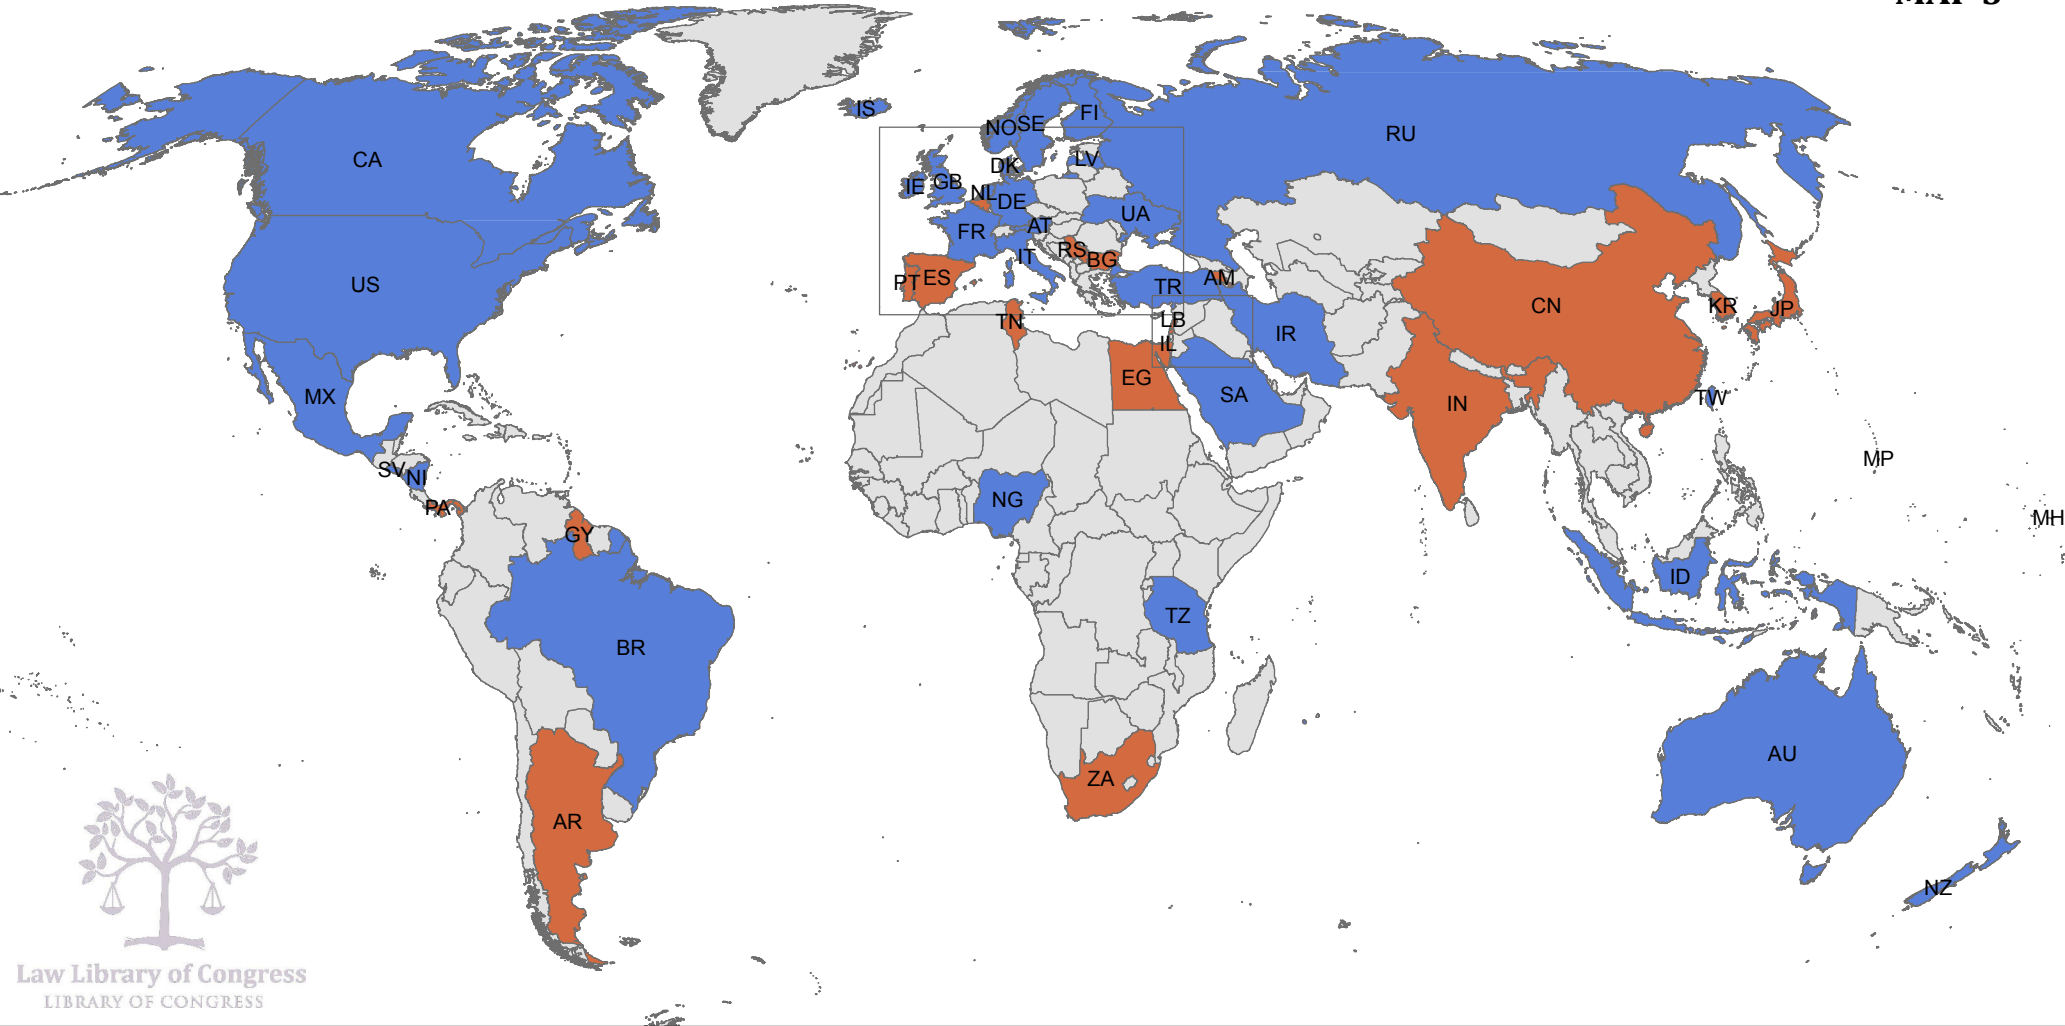 MAP 3
IS
FI
NO
SE
RU
CA
DK
LV
IE
GB
NL
DE
UA
AT
FR
RS
IT
BG
PT
ES
TR
AM
US
CN
KR
JP
TN
LB
IR
IL
EG
SA
MX
IN
TW
MP
SV
NI
NG
PA
MH
GY
ID
TZ
BR
AU
ZA
AR
NZ
Law Library of Congress
LIBRARY OF CONGRESS